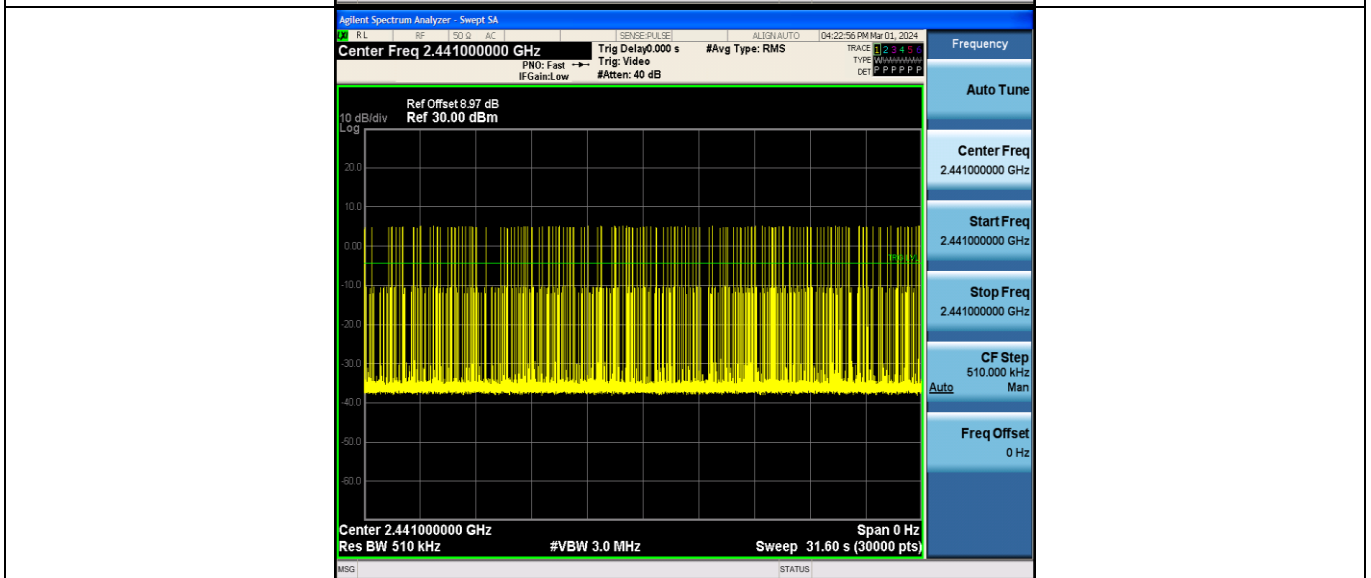 Agilent Spectrum Analyzer - Swept SA
LXI RL RF 50 Ω AC SENSE:PULSE ALIGN AUTO 04:22:56 PM Mar 01, 2024
Center Freq 2.441000000 GHz Trig Delay0.000 s #Avg Type: RMS TRACE 1 2 3 4 5 6
PNO: Fast Trig: Video TYPE
IFGain:Low #Atten: 40 dB DET P P P P P P
Frequency
Auto Tune
Center Freq
2.441000000 GHz
Start Freq
2.441000000 GHz
Stop Freq
2.441000000 GHz
CF Step
510.000 kHz
Auto Man
Freq Offset
0 Hz
Ref Offset 8.97 dB
10 dB/div Ref 30.00 dBm
Log
20.0
10.0
0.00
-10.0
-20.0
-30.0
-40.0
-50.0
-60.0
Center 2.441000000 GHz Span 0 Hz
Res BW 510 kHz #VBW 3.0 MHz Sweep 31.60 s (30000 pts)
MSG STATUS